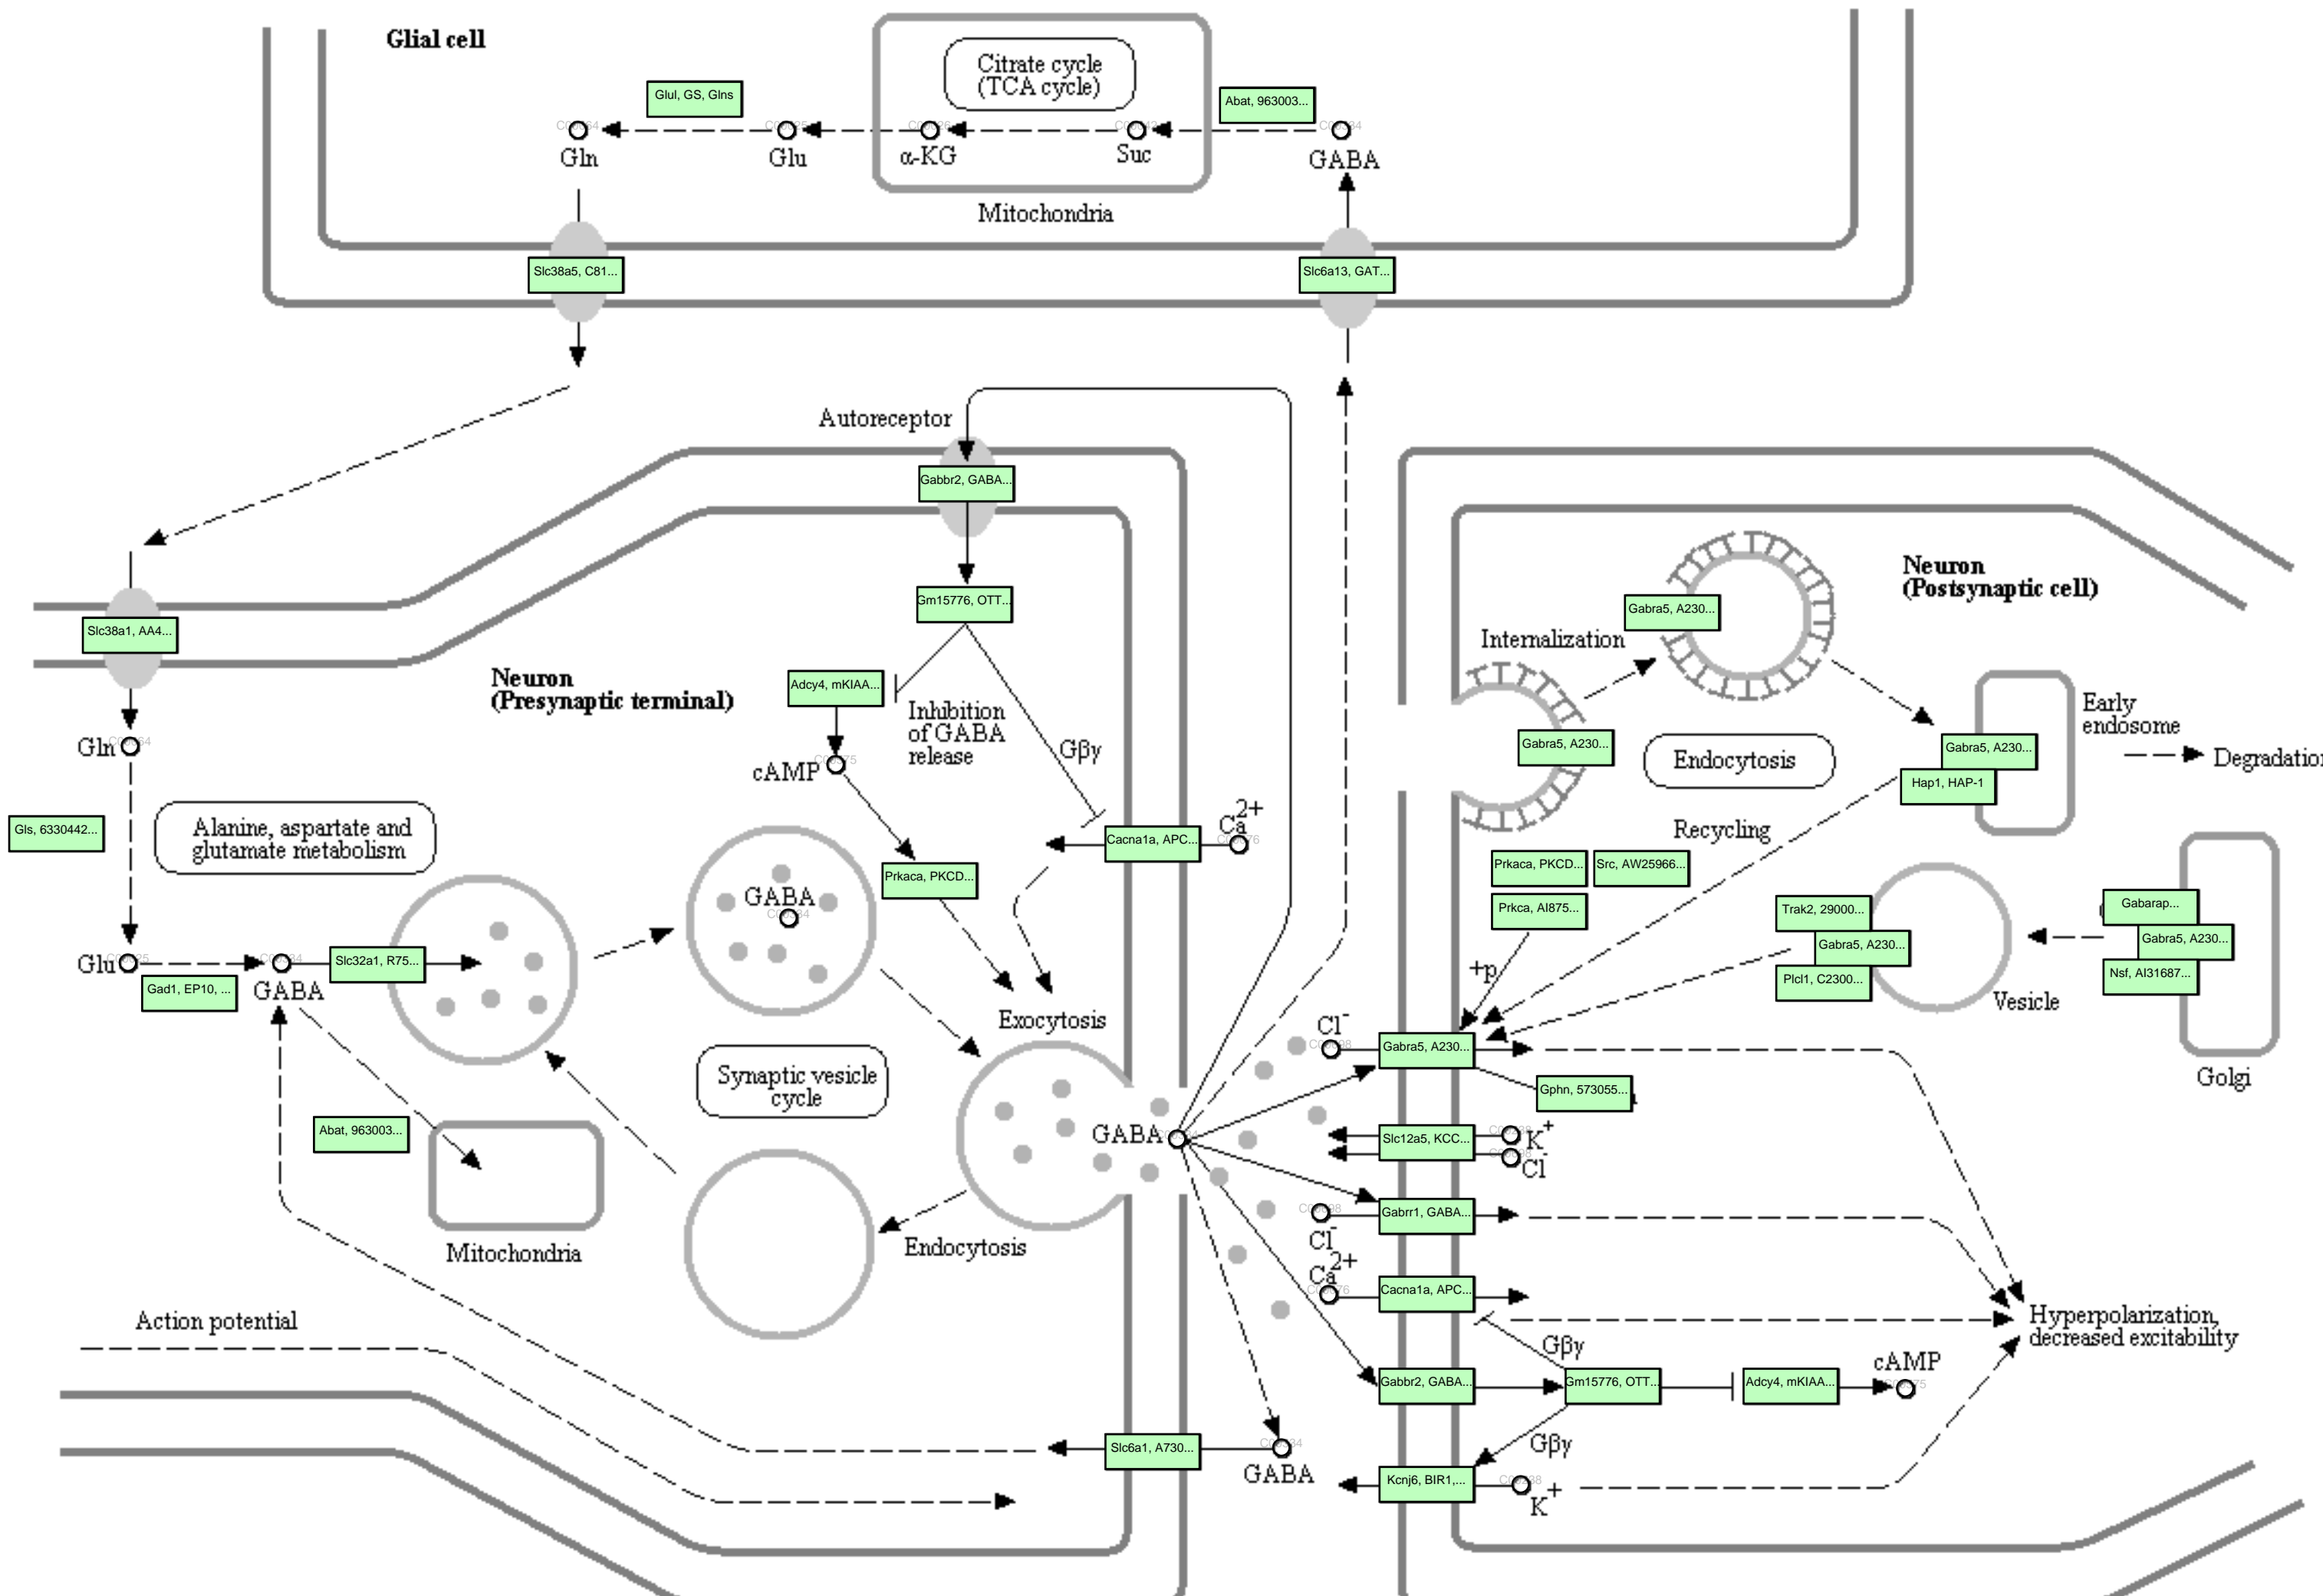 Glial cell
Citrate cycle
(TCA cycle)
Glul, GS, Glns
Abat, 963003...
Gln
Glu
α-KG
Suc
GABA
Mitochondria
Slc38a5, C81...
Slc6a13, GAT...
Autoreceptor
Gabbr2, GABA...
Gm15776, OTT...
Slc38a1, AA4...
Neuron
(Presynaptic terminal)
Adcy4, mKIAA...
Inhibition
of GABA
release
Gβγ
Gln
cAMP
Ca2+
Cacna1a, APC...
Gls, 6330442...
Alanine, aspartate and
glutamate metabolism
Prkaca, PKCD...
GABA
Glu
Slc32a1, R75...
Gad1, EP10, ...
GABA
Exocytosis
Synaptic vesicle
cycle
Abat, 963003...
GABA
Mitochondria
Endocytosis
Action potential
Slc6a1, A730...
GABA
Neuron
(Postsynaptic cell)
Gabra5, A230...
Internalization
Gabra5, A230...
Endocytosis
Early
endosome
Gabra5, A230...
Hap1, HAP-1
Degradation
Recycling
Prkaca, PKCD...
Src, AW25966...
Prkca, AI875...
+p
Trak2, 29000...
Gabra5, A230...
Plcl1, C2300...
Vesicle
Gabarap...
Gabra5, A230...
Nsf, AI31687...
Golgi
Cl-
Gabra5, A230...
Gphn, 573055...
Slc12a5, KCC...
K+
Cl-
Gabrr1, GABA...
Cl-
Ca2+
Cacna1a, APC...
Hyperpolarization,
decreased excitability
Gβγ
Gabbr2, GABA...
Gm15776, OTT...
Adcy4, mKIAA...
cAMP
Gβγ
Kcnj6, BIR1,...
K+